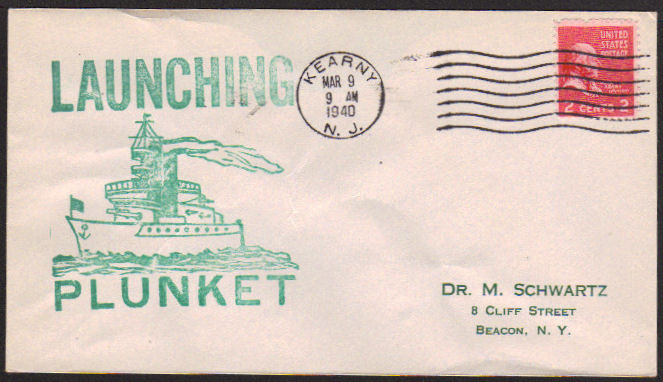 LAUNCHING
PLUNKET
KEARNY
MAR 9
9 AM
1940
N. J.
UNITED
STATES
POSTAGE
2 CENTS 2
DR. M. SCHWARTZ
8 CLIFF STREET
BEACON, N. Y.